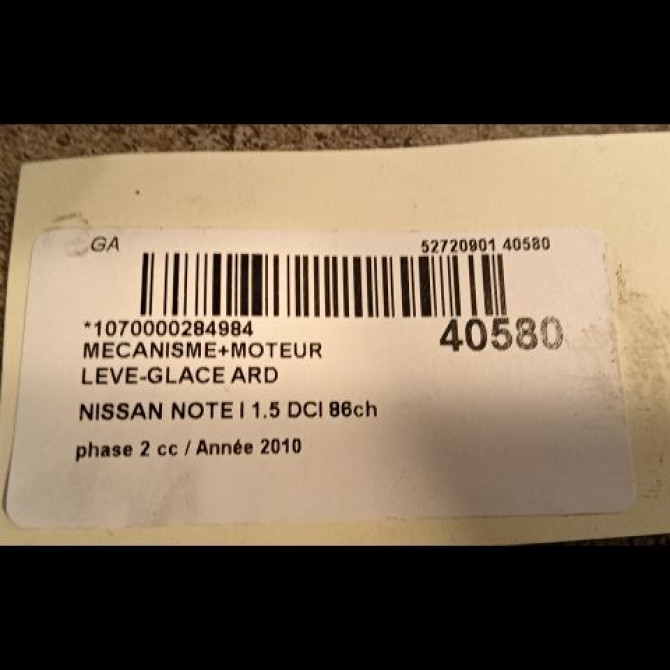 GA 52720901 40580
*1070000284984 40580
MECANISME+MOTEUR
LEVE-GLACE ARD
NISSAN NOTE I 1.5 DCI 86ch
phase 2 cc / Année 2010